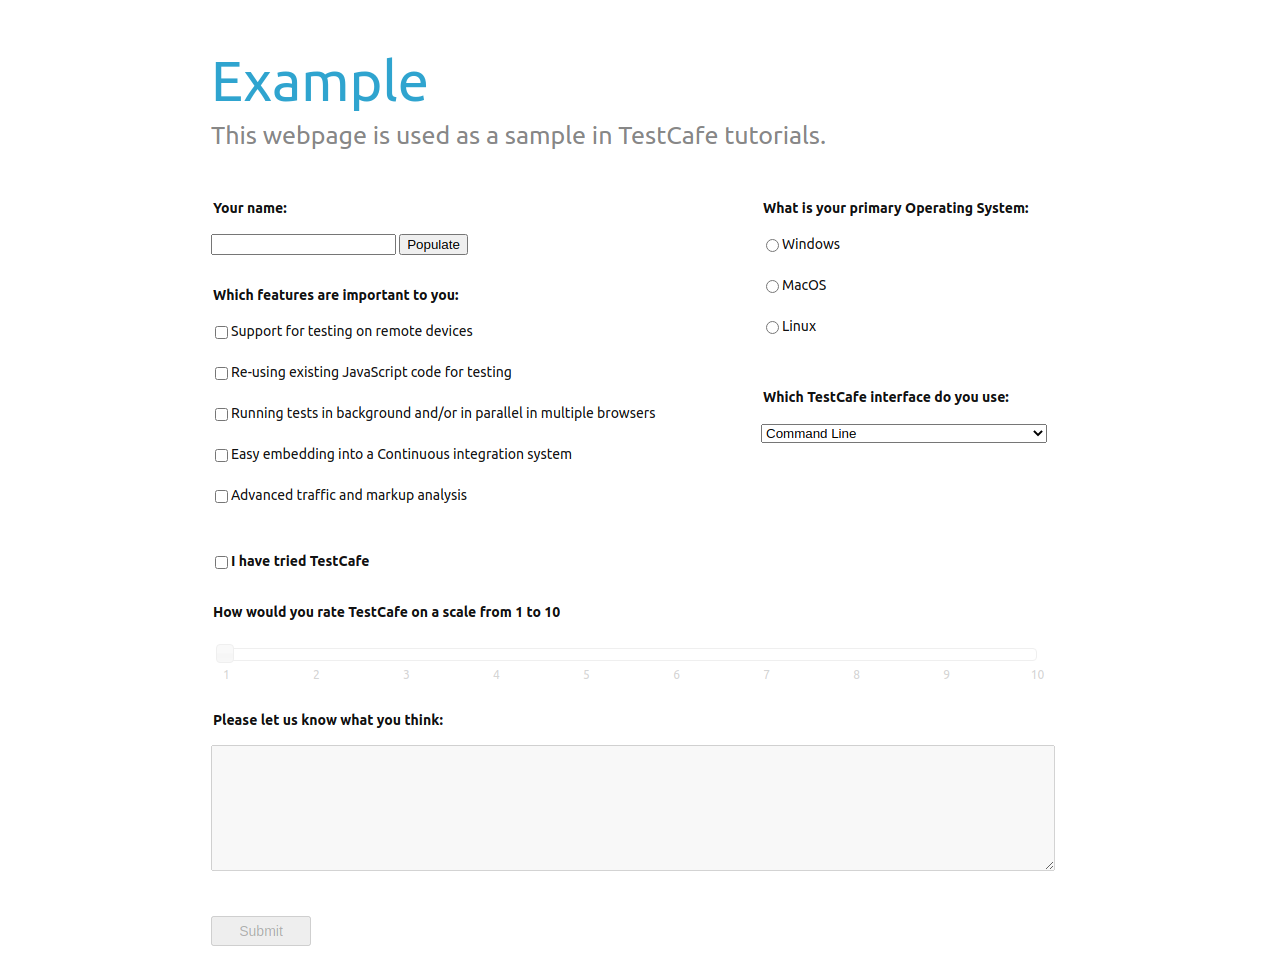 Example
This webpage is used as a sample in TestCafe tutorials.
Your name:
Populate
Which features are important to you:
Support for testing on remote devices
Re-using existing JavaScript code for testing
Running tests in background and/or in parallel in multiple browsers
Easy embedding into a Continuous integration system
Advanced traffic and markup analysis
What is your primary Operating System:
Windows
MacOS
Linux
Which TestCafe interface do you use:
Command Line
I have tried TestCafe
How would you rate TestCafe on a scale from 1 to 10
1 2 3 4 5 6 7 8 9 10
Please let us know what you think:
Submit